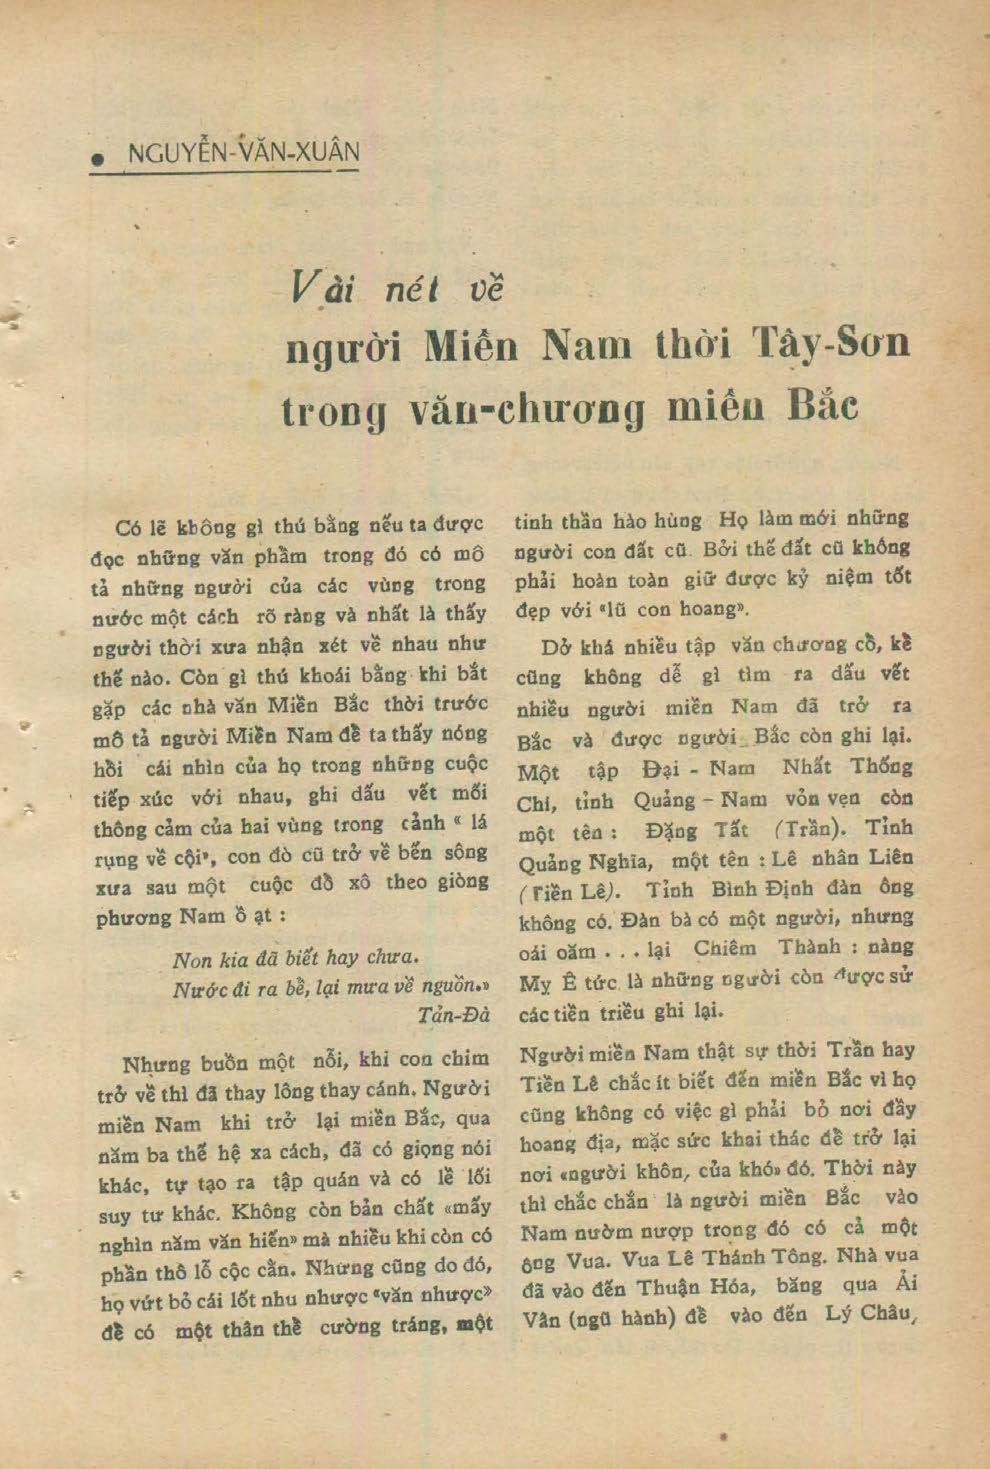 • NGUYỄN-VĂN-XUÂN
Vài nét về
người Miền Nam thời Tây-Sơn
trong văn-chương miền Bắc
Có lẽ không gì thú bằng nếu ta được
đọc những văn phầm trong đó có mô
tả những người của các vùng trong
nước một cách rõ ràng và nhất là thấy
người thời xưa nhận xét về nhau như
thế nào. Còn gì thú khoái bằng khi bắt
gặp các nhà văn Miền Bắc thời trước
mô tả người Miền Nam đề ta thấy nóng
hồi cái nhìn của họ trong những cuộc
tiếp xúc với nhau, ghi dấu vết mối
thông cảm của hai vùng trong cảnh « lá
rụng về cội», con đò cũ trở về bến sông
xưa sau một cuộc đồ xô theo giòng
phương Nam ồ ạt :
Non kia đã biết hay chưa.
Nước đi ra bề, lại mưa về nguồn.»
Tản-Đà
Nhưng buồn một nỗi, khi con chim
trở về thì đã thay lông thay cánh. Người
miền Nam khi trở lại miền Bắc, qua
năm ba thế hệ xa cách, đã có giọng nói
khác, tự tạo ra tập quán và có lề lối
suy tư khác. Không còn bản chất «mấy
nghìn năm văn hiến» mà nhiều khi còn có
phần thô lỗ cộc cằn. Nhưng cũng do đó,
họ vứt bỏ cái lốt nhu nhược «văn nhược»
đề có một thân thề cường tráng, một
tinh thần hào hùng Họ làm mới những
người con đất cũ. Bởi thế đất cũ không
phải hoàn toàn giữ được kỷ niệm tốt
đẹp với «lũ con hoang».
Dở khá nhiều tập văn chương cồ, kề
cũng không dễ gì tìm ra dấu vết
nhiều người miền Nam đã trở ra
Bắc và được người Bắc còn ghi lại.
Một tập Đại - Nam Nhất Thống
Chí, tỉnh Quảng - Nam vỏn vẹn còn
một tên : Đặng Tất (Trần). Tỉnh
Quảng Nghĩa, một tên : Lê nhân Liên
(Tiền Lê). Tỉnh Bình Định đàn ông
không có. Đàn bà có một người, nhưng
oái oăm . . . lại Chiêm Thành : nàng
Mỵ Ê tức là những người còn được sử
các tiền triều ghi lại.
Người miền Nam thật sự thời Trần hay
Tiền Lê chắc ít biết đến miền Bắc vì họ
cũng không có việc gì phải bỏ nơi đầy
hoang địa, mặc sức khai thác đề trở lại
nơi «người khôn, của khó» đó. Thời này
thì chắc chắn là người miền Bắc vào
Nam nườm nượp trong đó có cả một
ông Vua. Vua Lê Thánh Tông. Nhà vua
đã vào đến Thuận Hóa, băng qua Ải
Vân (ngũ hành) đề vào đến Lý Châu,